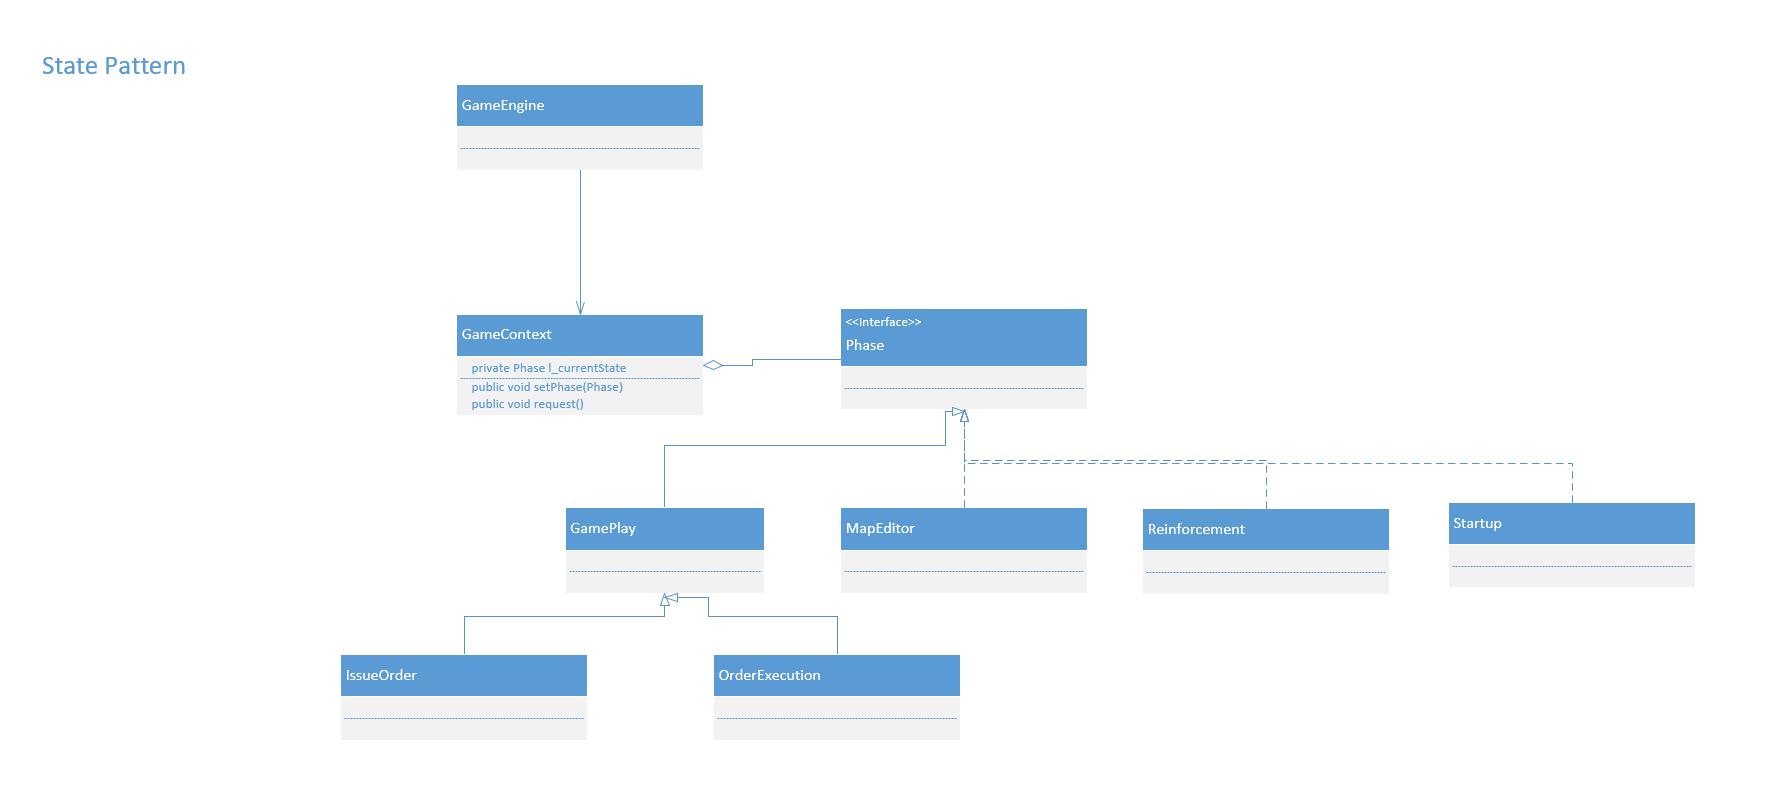 State Pattern
GameEngine
GameContext
private Phase l_currentState
public void setPhase(Phase)
public void request()
<<Interface>>
Phase
GamePlay
MapEditor
Reinforcement
Startup
IssueOrder
OrderExecution